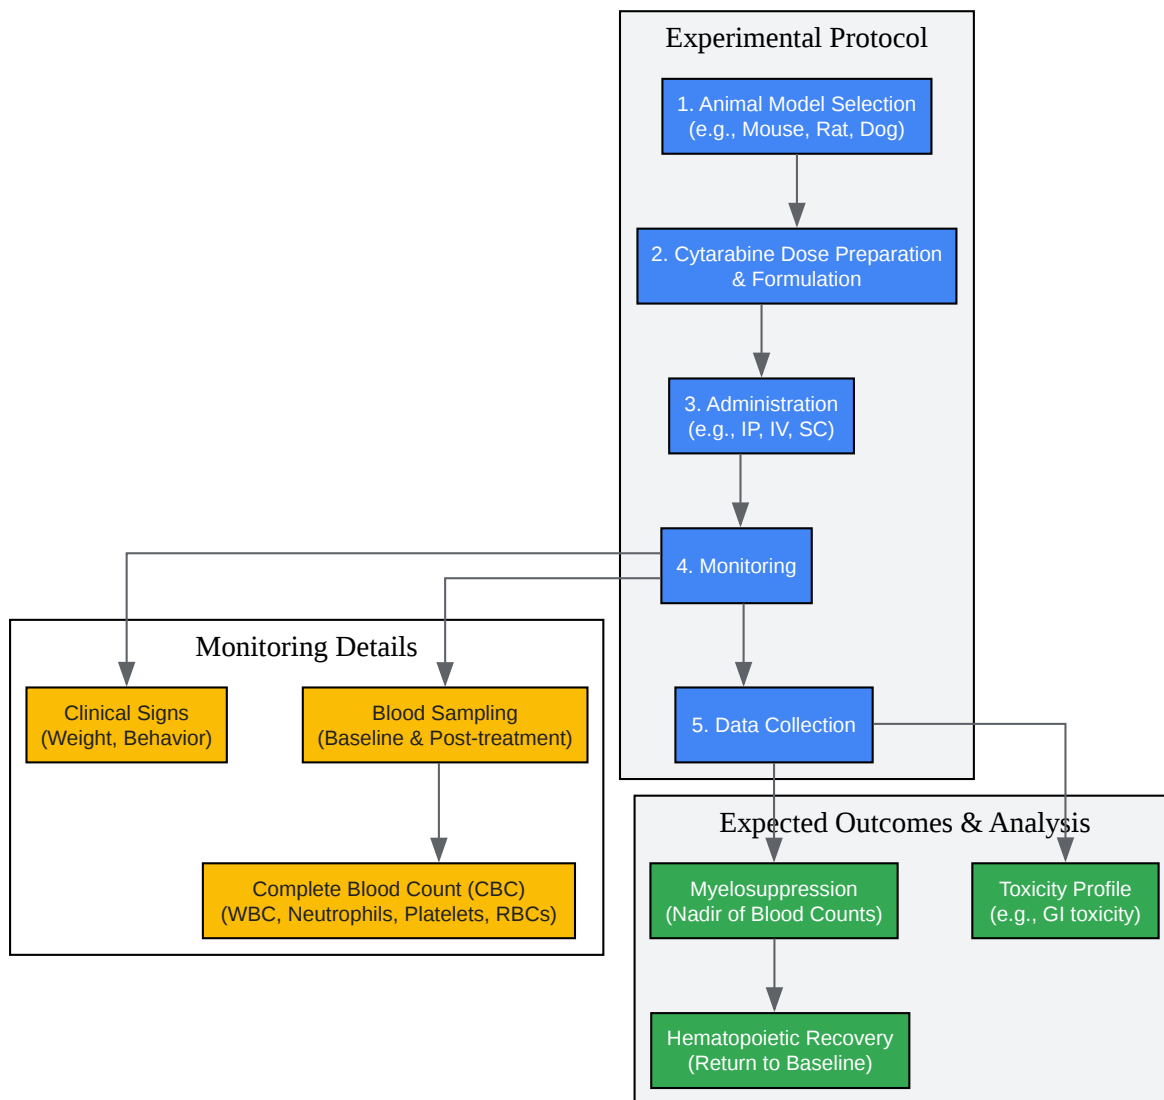 Experimental Protocol
1. Animal Model Selection
(e.g., Mouse, Rat, Dog)
2. Cytarabine Dose Preparation
& Formulation
3. Administration
(e.g., IP, IV, SC)
4. Monitoring
Monitoring Details
Clinical Signs
(Weight, Behavior)
Blood Sampling
(Baseline & Post-treatment)
Complete Blood Count (CBC)
(WBC, Neutrophils, Platelets, RBCs)
5. Data Collection
Expected Outcomes & Analysis
Myelosuppression
(Nadir of Blood Counts)
Toxicity Profile
(e.g., GI toxicity)
Hematopoietic Recovery
(Return to Baseline)